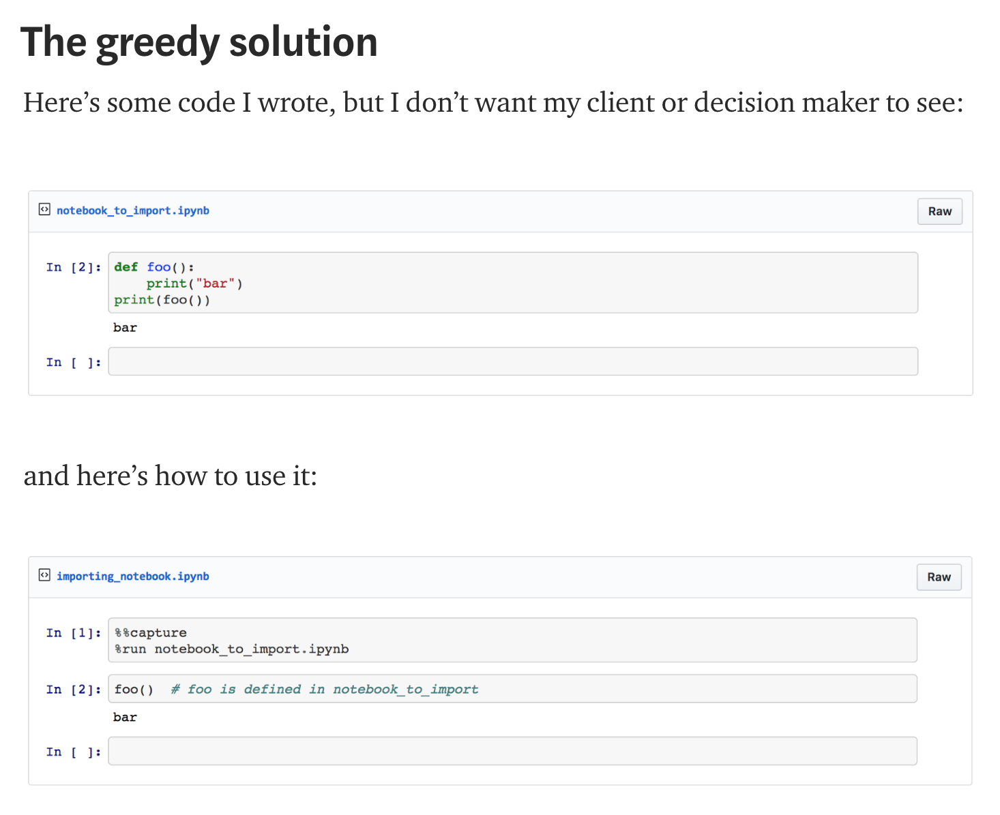 The greedy solution
Here’s some code I wrote, but I don’t want my client or decision maker to see:
notebook_to_import.ipynb
Raw
In [2]: def foo():
    print("bar")
print(foo())
bar
In [ ]:
and here’s how to use it:
importing_notebook.ipynb
Raw
In [1]: %%capture
%run notebook_to_import.ipynb
In [2]: foo()  # foo is defined in notebook_to_import
bar
In [ ]: